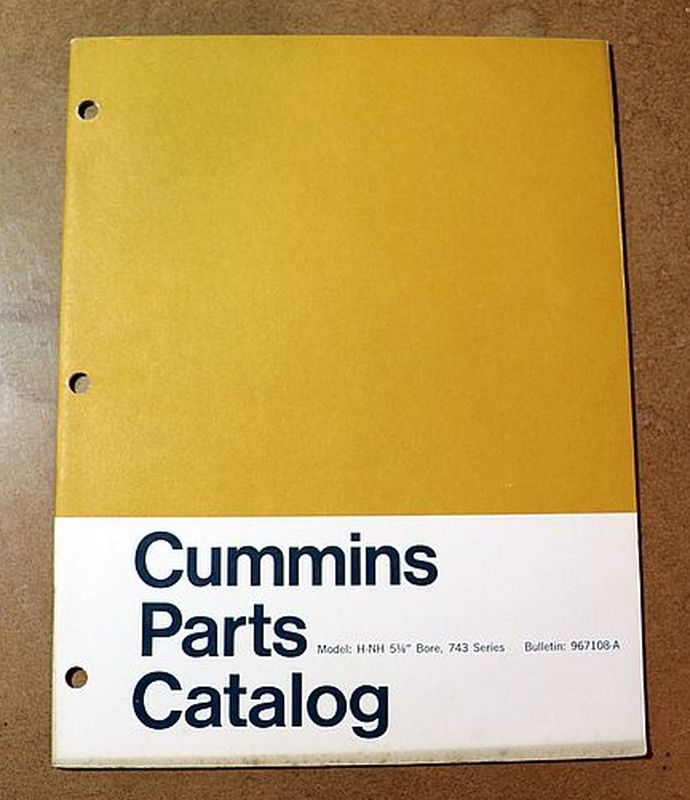 Cummins
Parts
Model: H-NH 5⅛" Bore, 743 Series Bulletin: 967108-A
Catalog